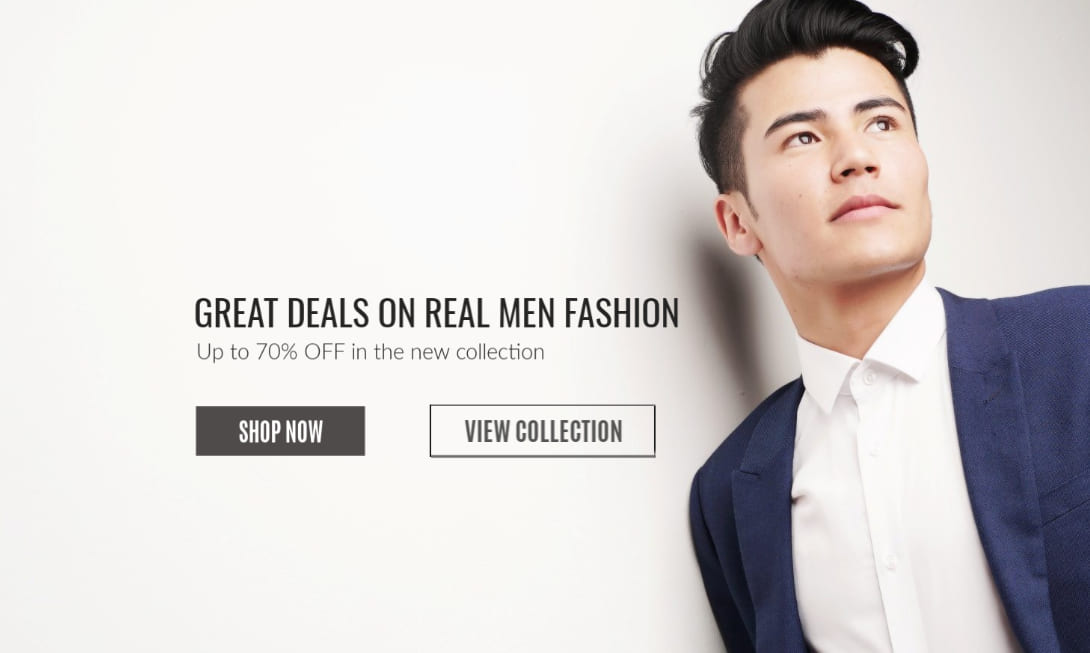 GREAT DEALS ON REAL MEN FASHION
Up to 70% OFF in the new collection
SHOP NOW
VIEW COLLECTION